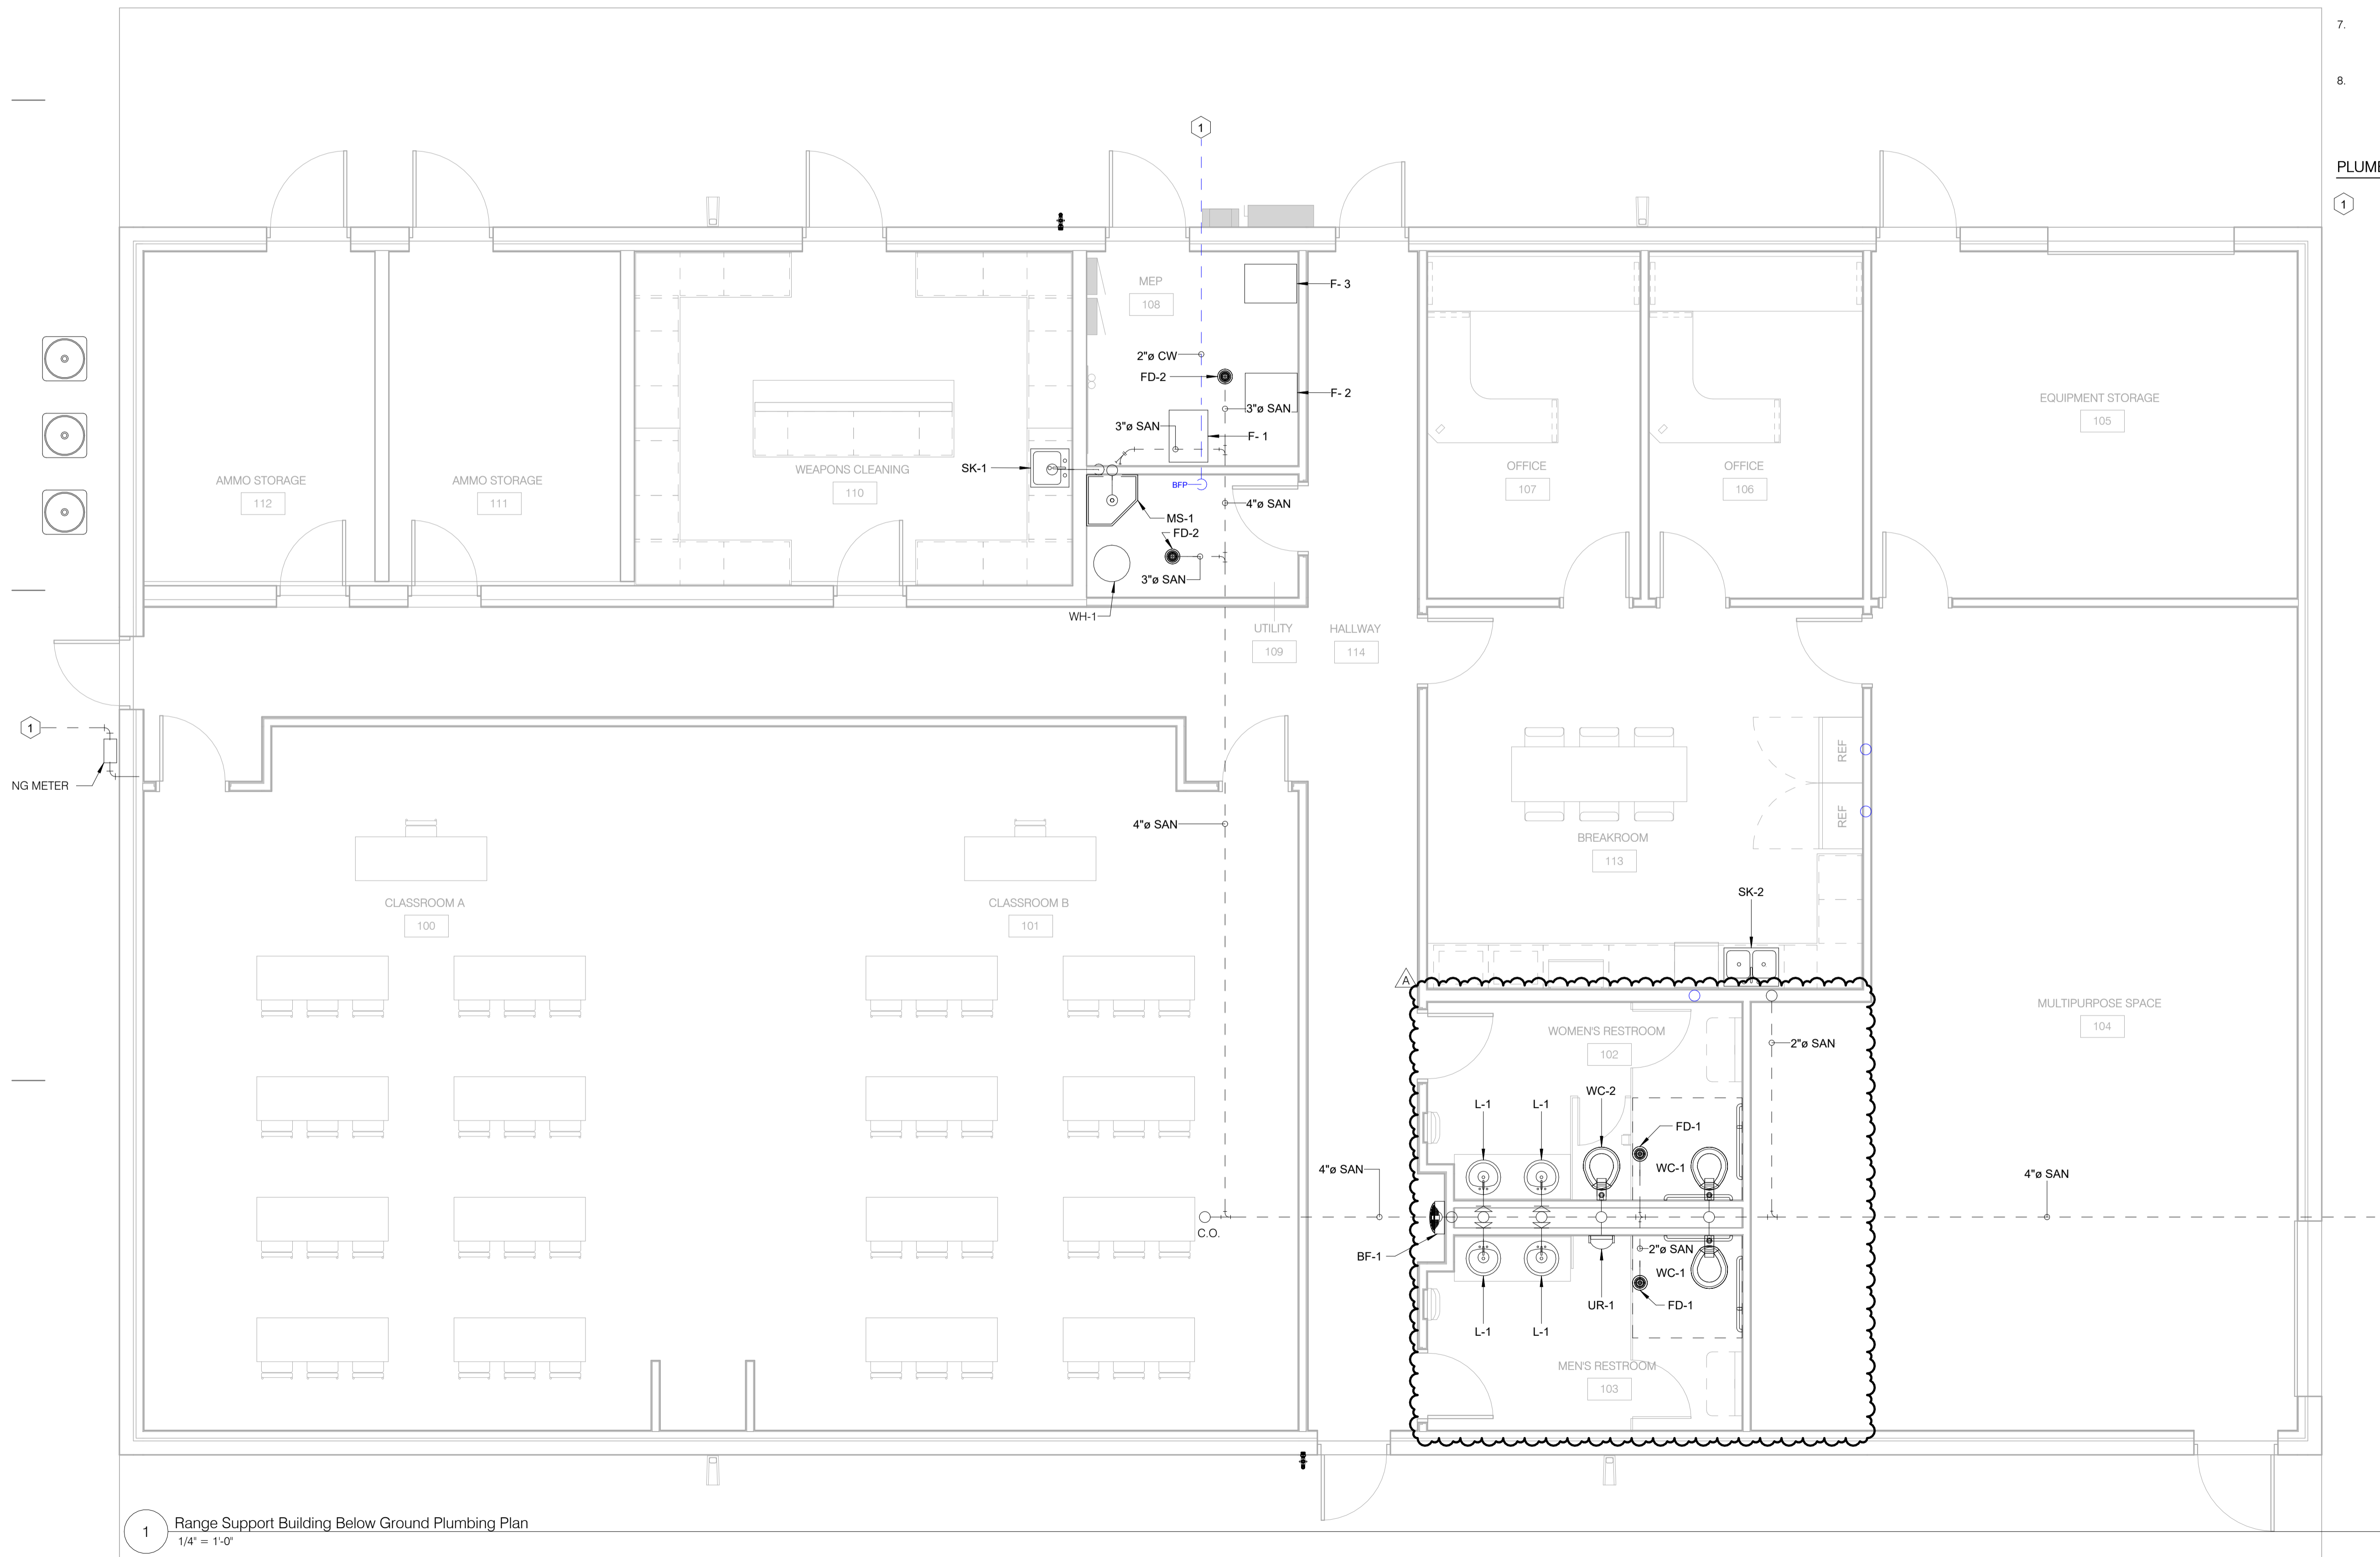 7.
8.
1
PLUMB
1
MEP
108
F- 3
2"ø CW
FD-2
F- 2
3"ø SAN
3"ø SAN
F- 1
EQUIPMENT STORAGE
105
WEAPONS CLEANING
110
SK-1
OFFICE
107
OFFICE
106
AMMO STORAGE
112
AMMO STORAGE
111
BFP
4"ø SAN
MS-1
FD-2
3"ø SAN
WH-1
UTILITY
109
HALLWAY
114
1
NG METER
REF
REF
4"ø SAN
BREAKROOM
113
CLASSROOM A
100
CLASSROOM B
101
SK-2
A
MULTIPURPOSE SPACE
104
WOMEN'S RESTROOM
102
2"ø SAN
WC-2
L-1
L-1
FD-1
WC-1
4"ø SAN
4"ø SAN
C.O.
BF-1
2"ø SAN
WC-1
UR-1
FD-1
L-1
L-1
MEN'S RESTROOM
103
1
Range Support Building Below Ground Plumbing Plan
1/4" = 1'-0"